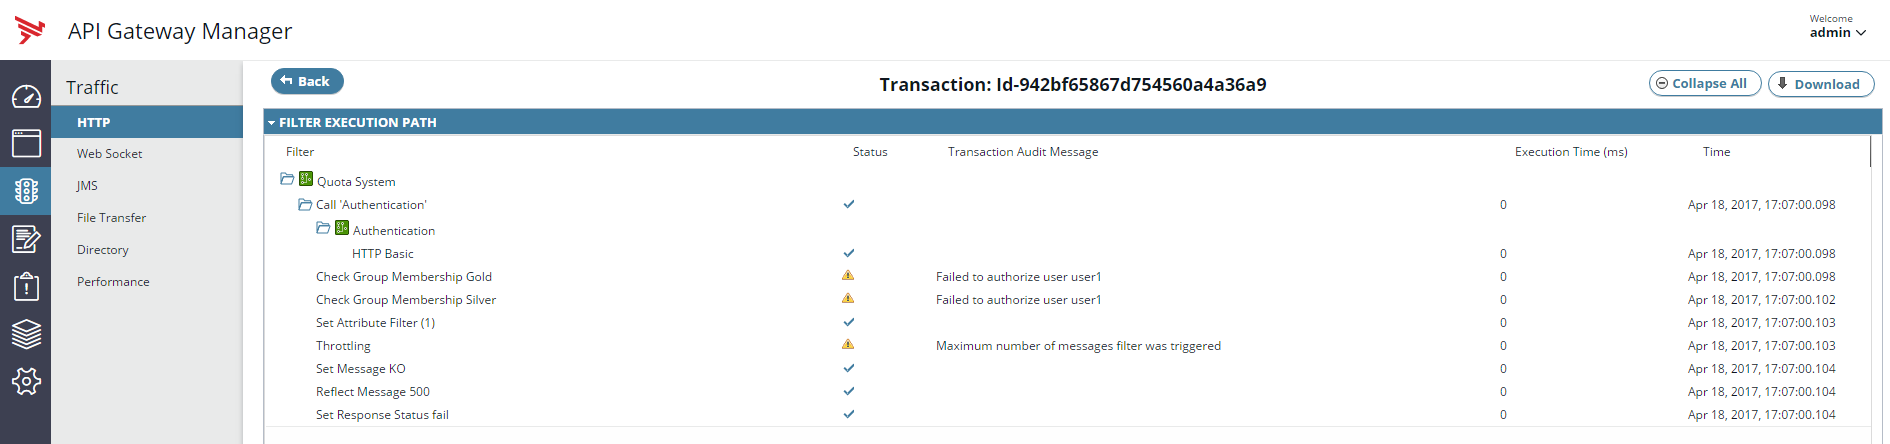 API Gateway Manager
Welcome
admin
Traffic
HTTP
Web Socket
JMS
File Transfer
Directory
Performance
Back
Transaction: Id-942bf65867d754560a4a36a9
Collapse All
Download
FILTER EXECUTION PATH
Filter Status Transaction Audit Message Execution Time (ms) Time
Quota System
Call 'Authentication' 0 Apr 18, 2017, 17:07:00.098
Authentication
HTTP Basic 0 Apr 18, 2017, 17:07:00.098
Check Group Membership Gold Failed to authorize user user1 0 Apr 18, 2017, 17:07:00.098
Check Group Membership Silver Failed to authorize user user1 0 Apr 18, 2017, 17:07:00.102
Set Attribute Filter (1) 0 Apr 18, 2017, 17:07:00.103
Throttling Maximum number of messages filter was triggered 0 Apr 18, 2017, 17:07:00.103
Set Message KO 0 Apr 18, 2017, 17:07:00.104
Reflect Message 500 0 Apr 18, 2017, 17:07:00.104
Set Response Status fail 0 Apr 18, 2017, 17:07:00.104